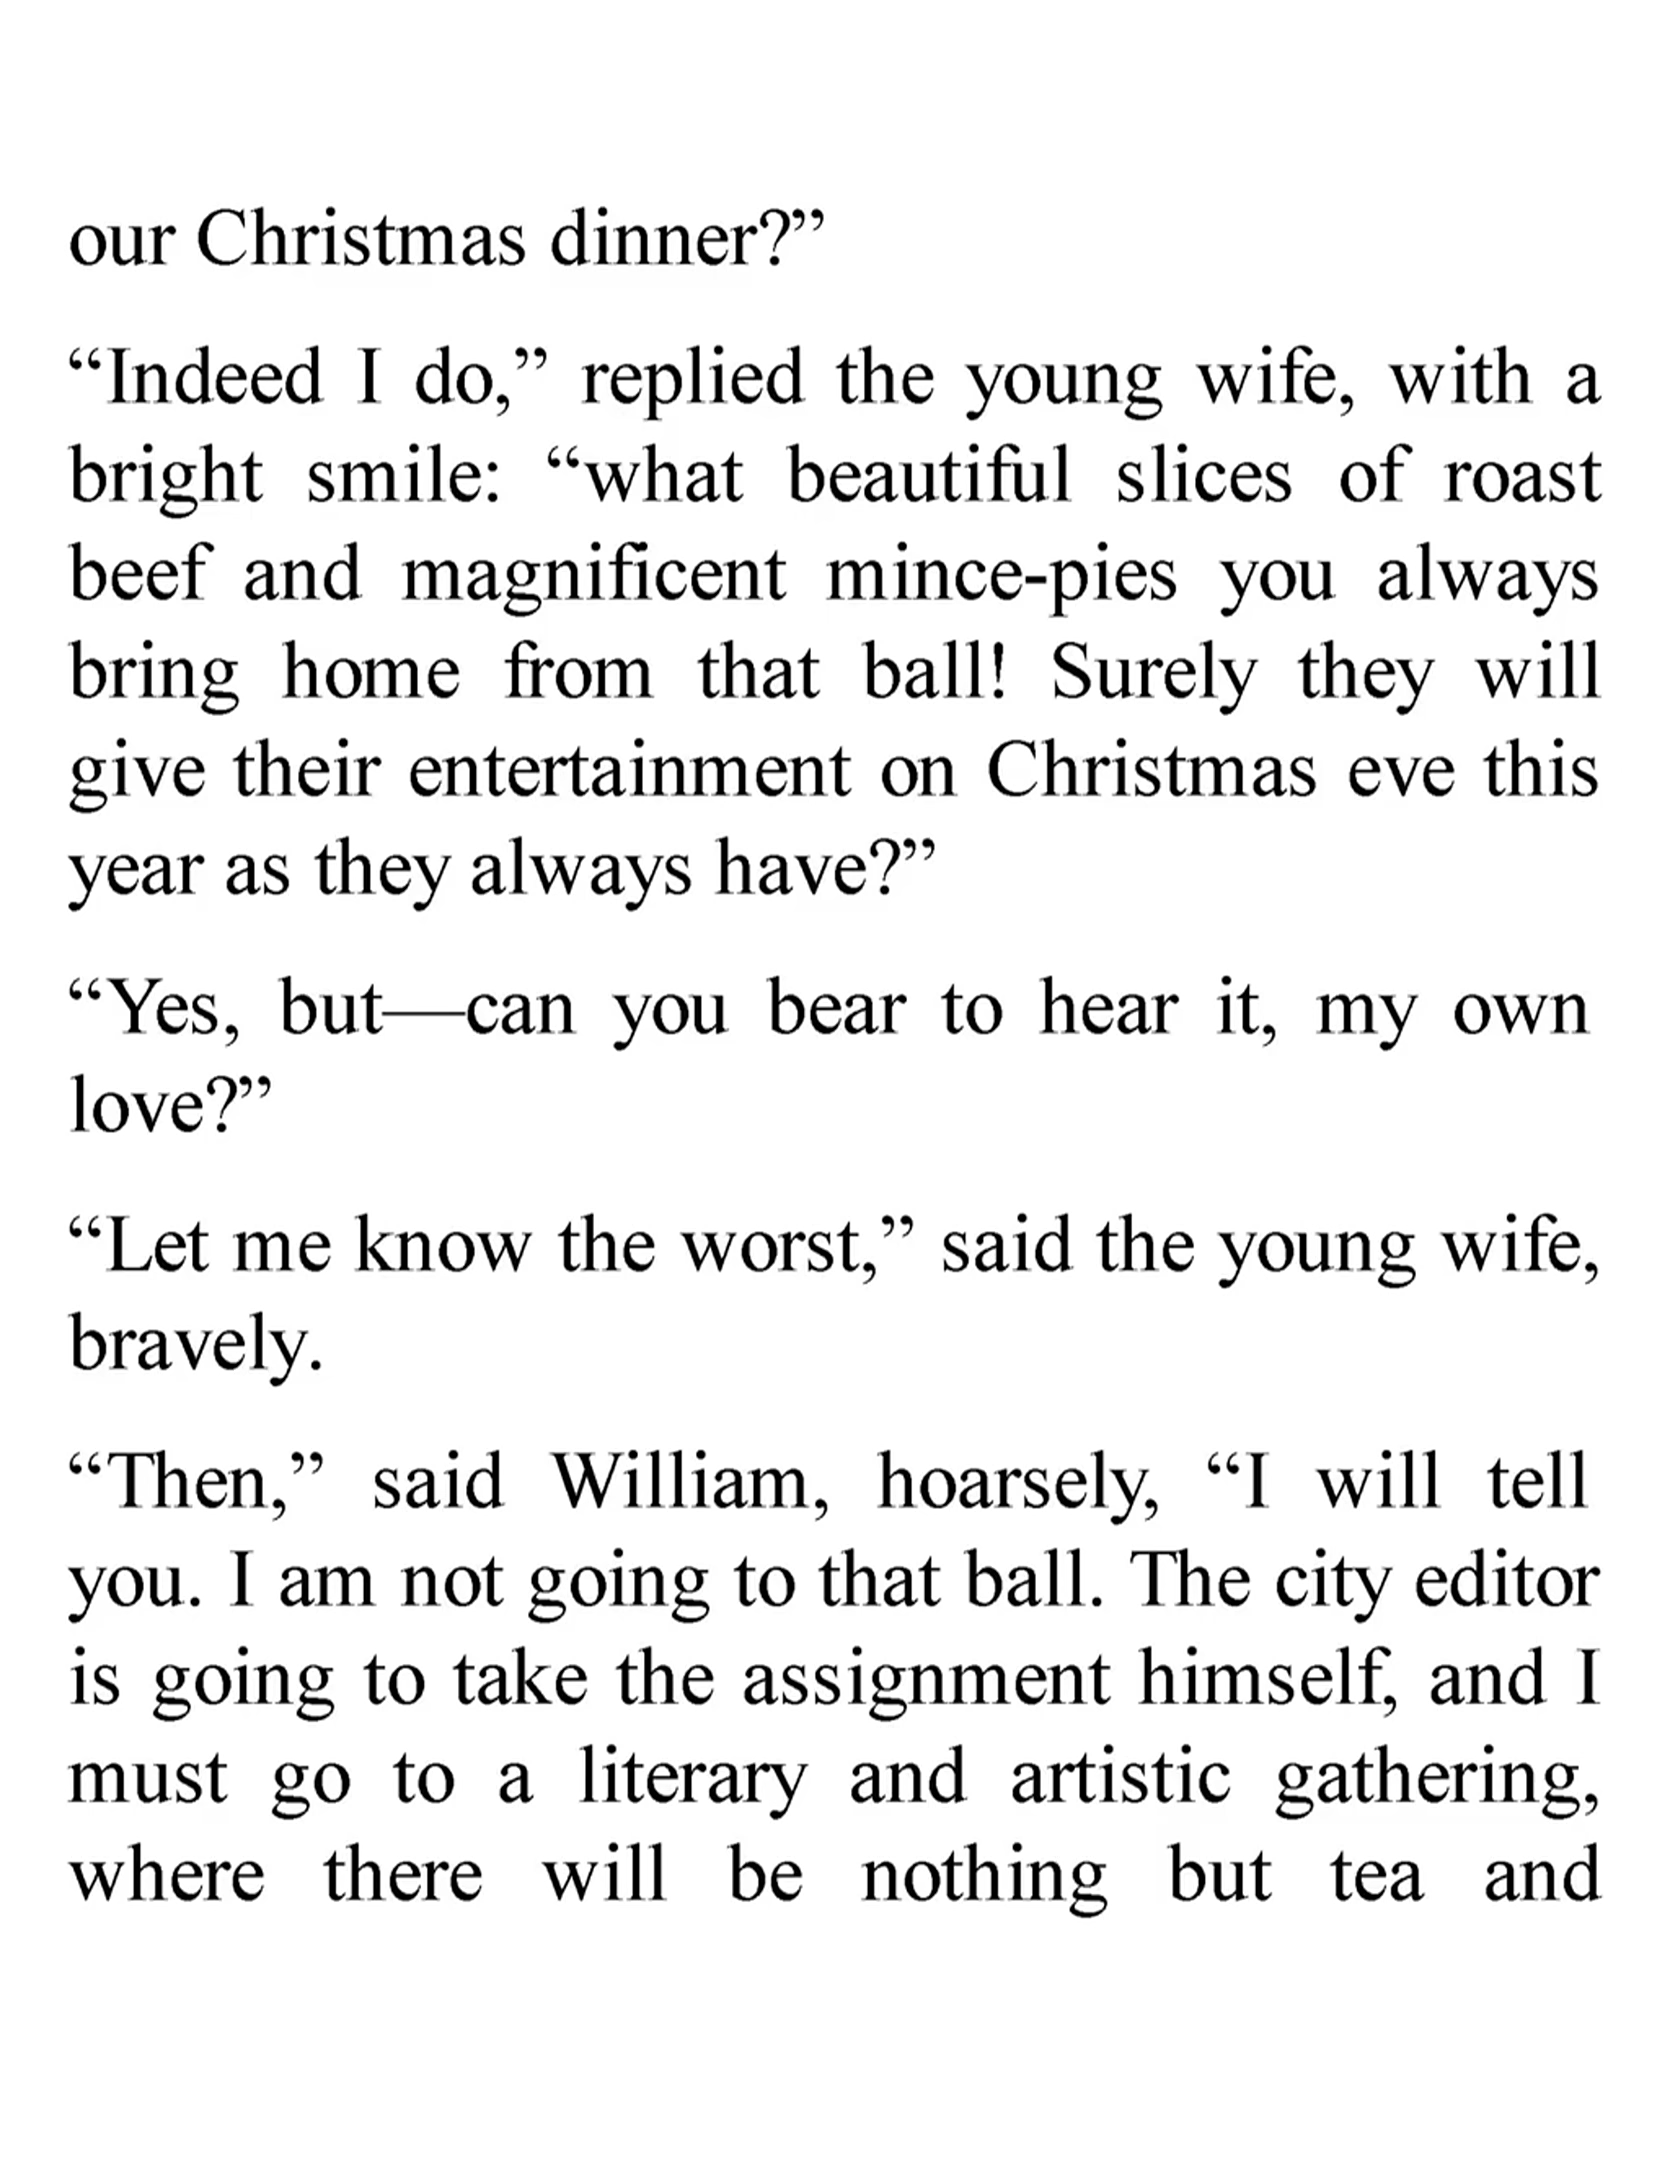 our Christmas dinner?”
“Indeed I do,” replied the young wife, with a
bright smile: “what beautiful slices of roast
beef and magnificent mince-pies you always
bring home from that ball! Surely they will
give their entertainment on Christmas eve this
year as they always have?”
“Yes, but—can you bear to hear it, my own
love?”
“Let me know the worst,” said the young wife,
bravely.
“Then,” said William, hoarsely, “I will tell
you. I am not going to that ball. The city editor
is going to take the assignment himself, and I
must go to a literary and artistic gathering,
where there will be nothing but tea and